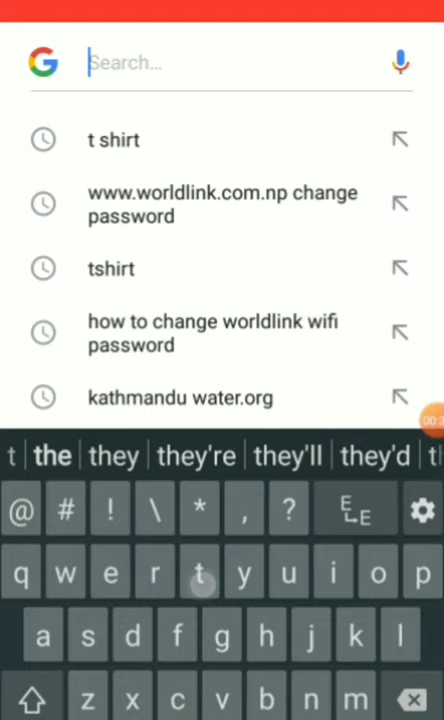 G Search...
t shirt
www.worldlink.com.np change
password
tshirt
how to change worldlink wifi
password
kathmandu water.org
t the they they're they'll they'd
@ # ! \ * , ? E E
q w e r t y u i o p
a s d f g h j k l
z x c v b n m